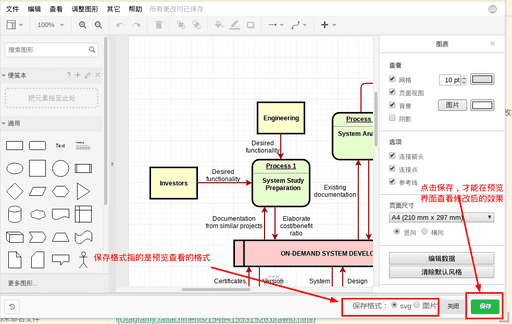 文件 编辑 查看 调整图形 其它 帮助 所有更改均已保存
100%
搜索图形
便笺本
把元素拖至此处
通用
Text
更多图形...
Engineering
Desired
functionality
Investors
Desired
functionality
Process 1
System Study
Preparation
Process
System Ana
Existing
documentation
Documentation
from similar projects
Elaborate
cost/benefit
ratio
ON-DEMAND SYSTEM DEVELO
Certificates,
Version
System
Design
保存格式指的是预览查看的格式
点击保存，才能在预览
界面查看修改后的效果
图表
查看
网格 10 pt
页面视图
背景 图片
阴影
选项
连接箭头
连接点
参考线
页面尺寸
A4 (210 mm x 297 mm)
竖向 横向
编辑数据
清除默认风格
保存格式： svg 图片 关闭 保存